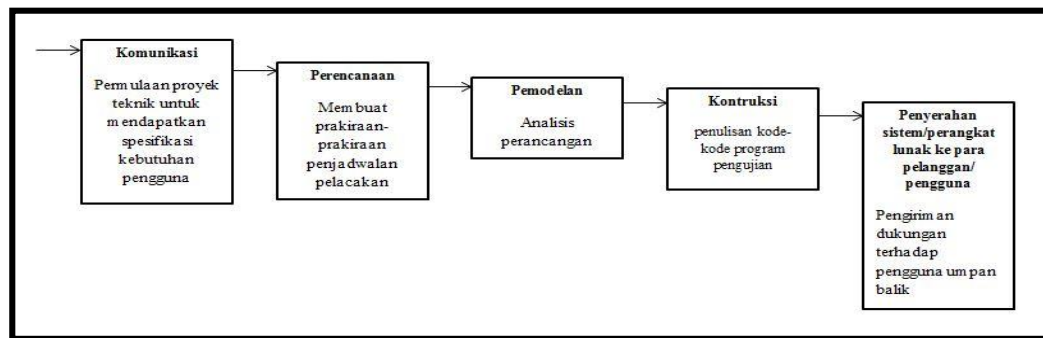 Komunikasi
Permulaan proyek
teknik untuk
mendapatkan
spesifikasi
kebutuhan
pengguna
Perencanaan
Membuat
prakiraan-
prakiraan
penjadwalan
pelacakan
Pemodelan
Analisis
perancangan
Kontruksi
penulisan kode-
kode program
pengujian
Penyerahan
sistem/perangkat
lunak ke para
pelanggan/
pengguna
Pengiriman
dukungan
terhadap
pengguna umpan
balik